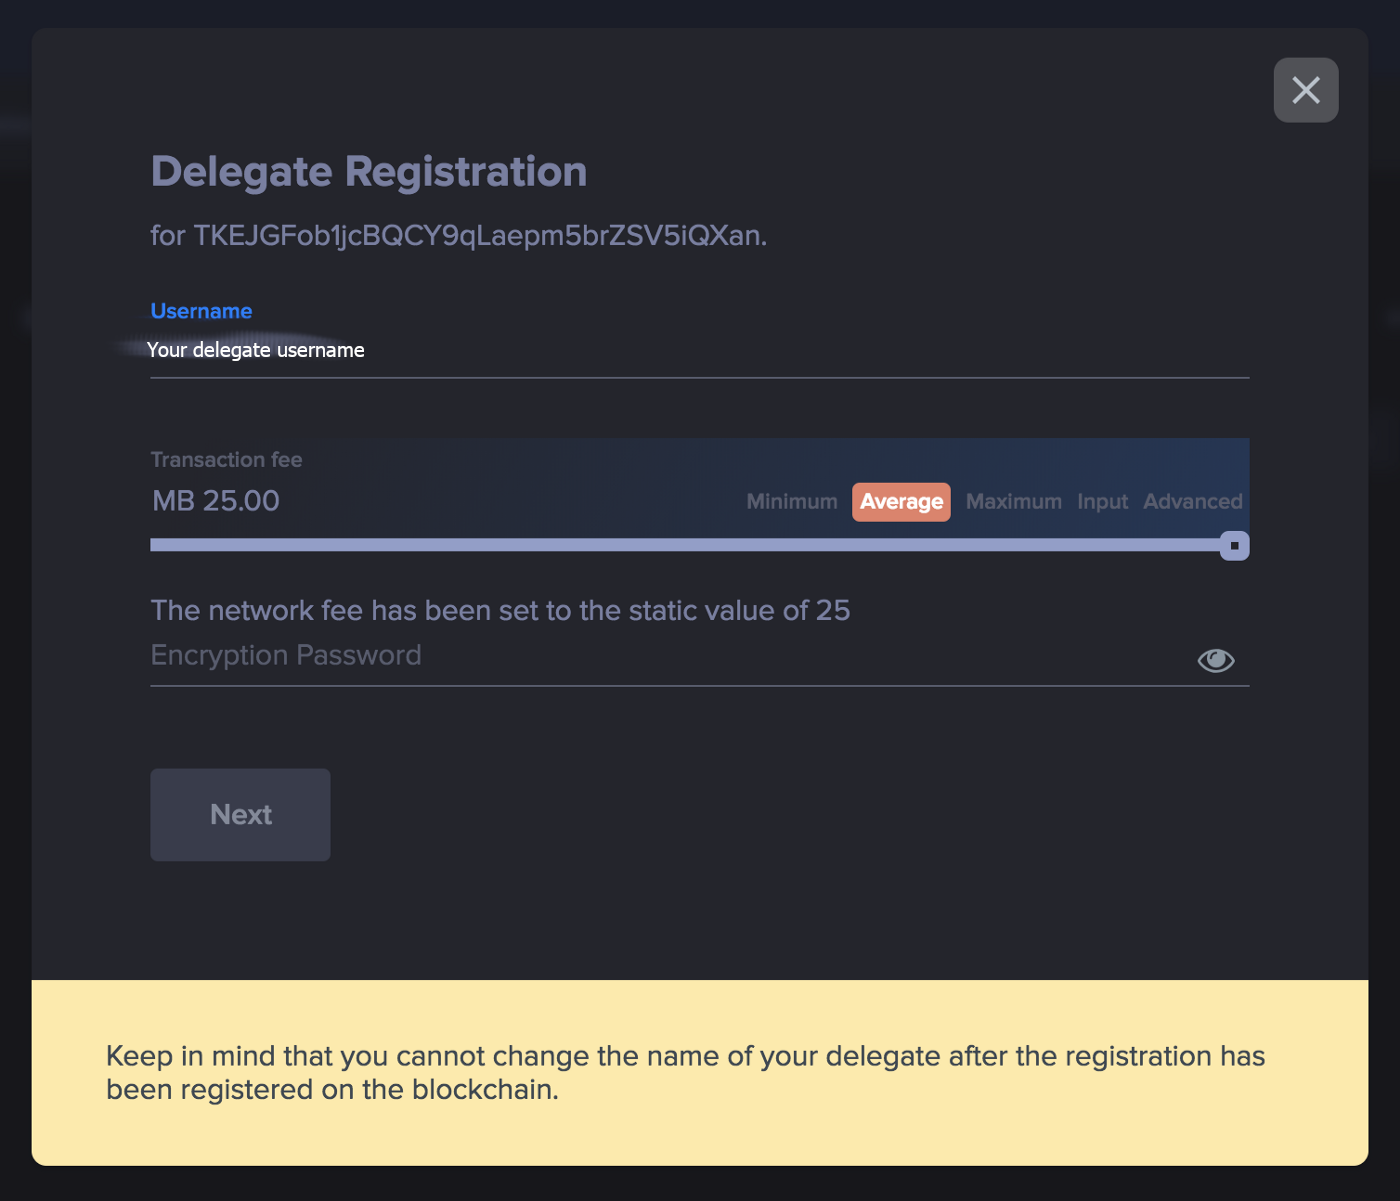 Delegate Registration
for TKEJGFob1jcBQCY9qLaepm5brZSV5iQXan.
Username
Your delegate username
Transaction fee
MB 25.00
Minimum Average Maximum Input Advanced
The network fee has been set to the static value of 25
Encryption Password
Next
Keep in mind that you cannot change the name of your delegate after the registration has
been registered on the blockchain.